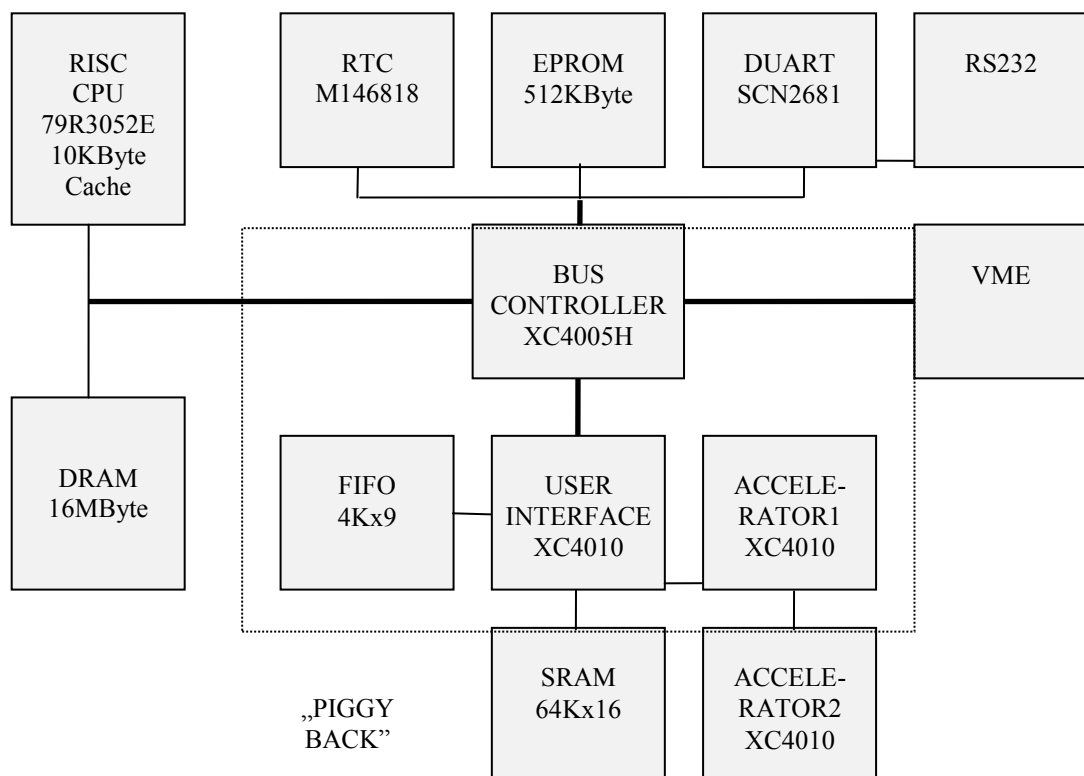 RISC
CPU
79R3052E
10KByte
Cache
RTC
M146818
EPROM
512KByte
DUART
SCN2681
RS232
BUS
CONTROLLER
XC4005H
VME
DRAM
16MByte
FIFO
4Kx9
USER
INTERFACE
XC4010
ACCELE-
RATOR1
XC4010
„PIGGY
BACK”
SRAM
64Kx16
ACCELE-
RATOR2
XC4010